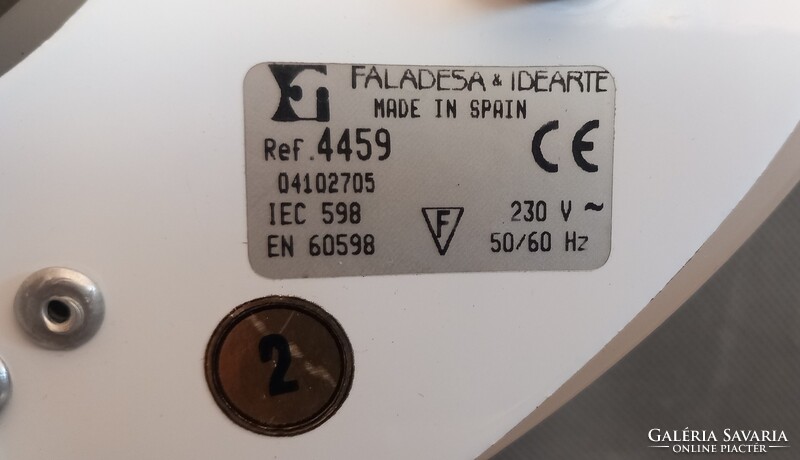 FALADESA & IDEARTE
MADE IN SPAIN
Ref.4459
CE
04102705
IEC 598
EN 60598
F
230 V ~
50/60 Hz
2
GALÉRIA SAVARIA
ONLINE PIACTÉR